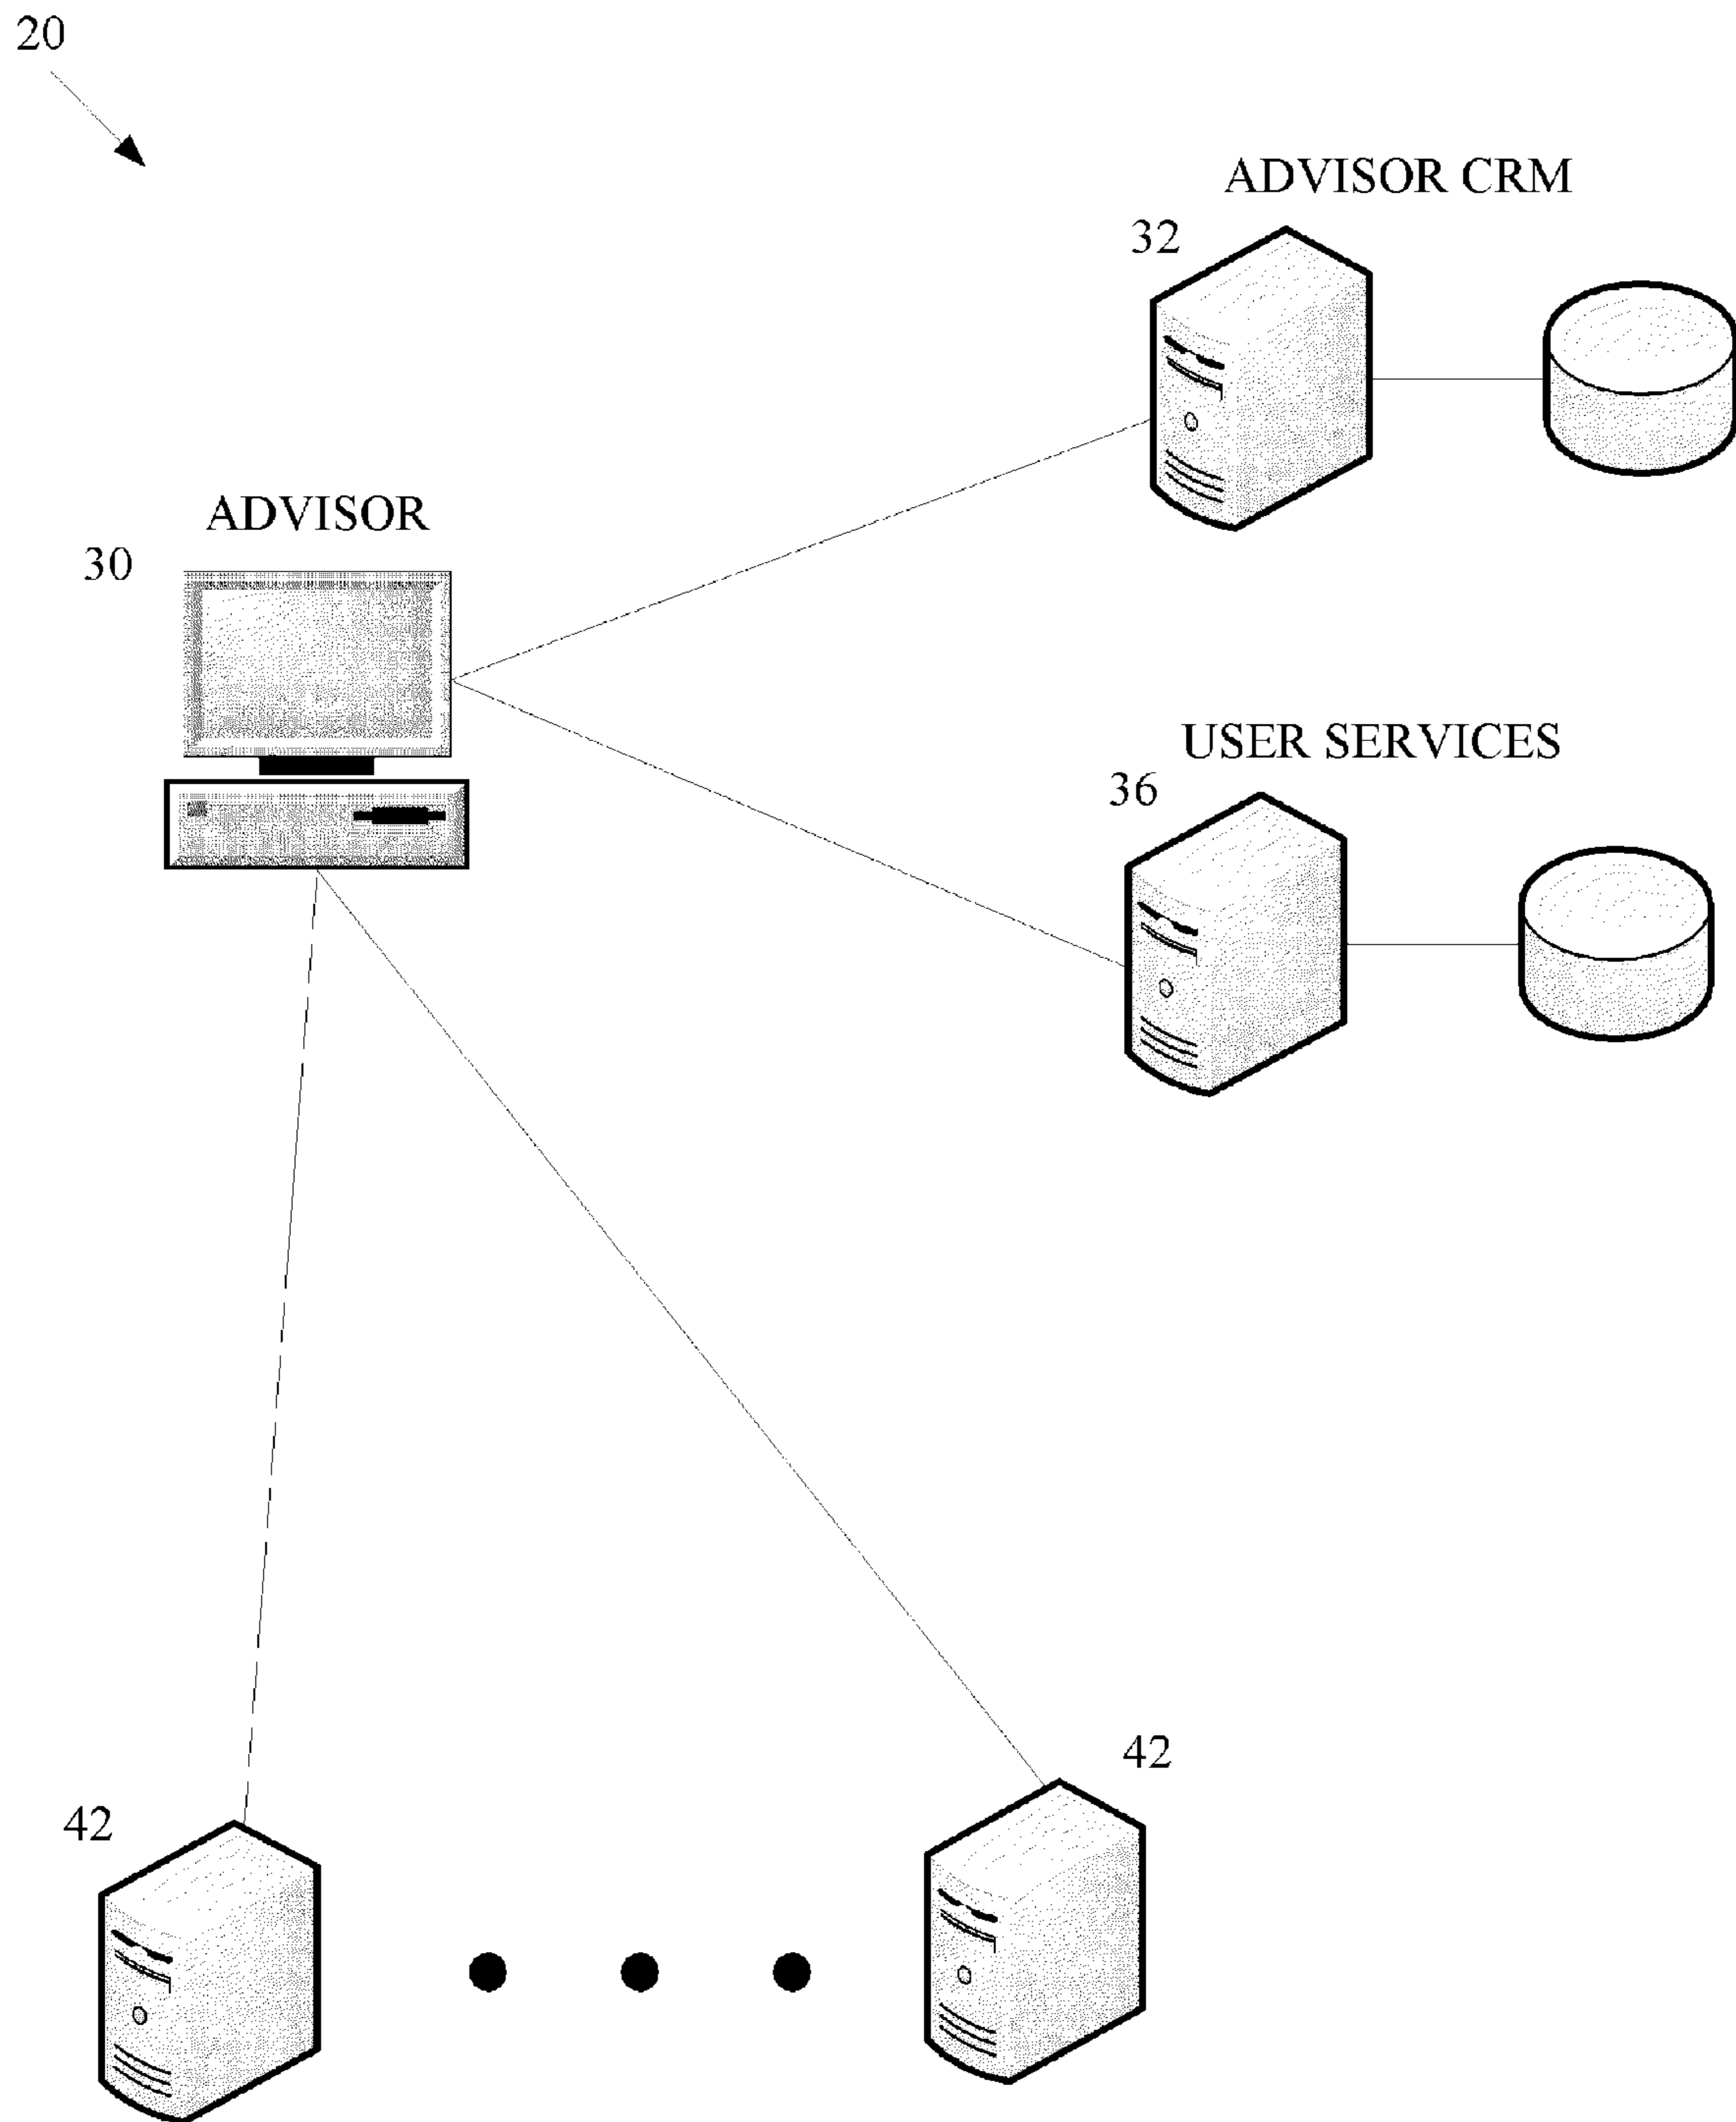 20
ADVISOR CRM
32
ADVISOR
30
USER SERVICES
36
42
42